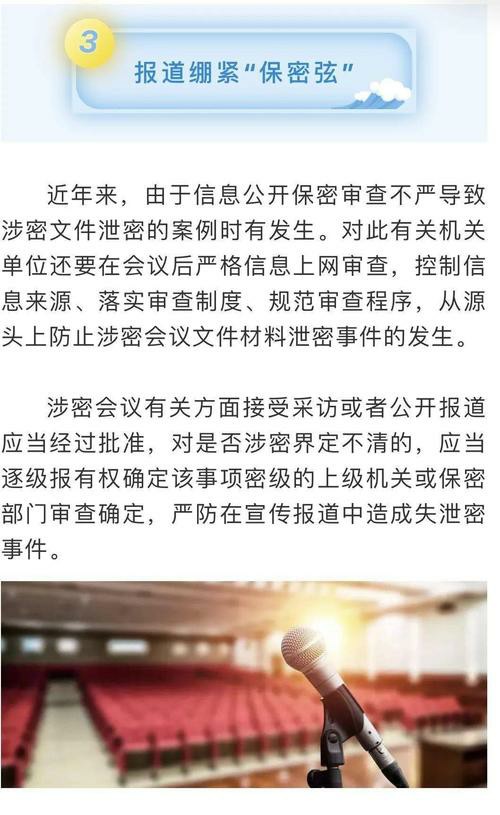 3
报道绷紧“保密弦”
近年来，由于信息公开保密审查不严导致
涉密文件泄密的案例时有发生。对此有关机关
单位还要在会议后严格信息上网审查，控制信
息来源、落实审查制度、规范审查程序，从源
头上防止涉密会议文件材料泄密事件的发生。
涉密会议有关方面接受采访或者公开报道
应当经过批准，对是否涉密界定不清的，应当
逐级报有权确定该事项密级的上级机关或保密
部门审查确定，严防在宣传报道中造成失泄密
事件。